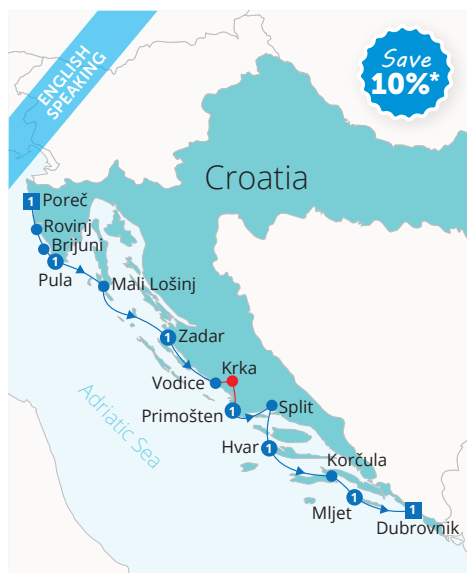 ENGLISH
SPEAKING
Save
10%*
Croatia
1 Poreč
Rovinj
Brijuni
1
Pula
Mali Lošinj
1 Zadar
Krka
Vodice
Primošten 1
Split
Hvar 1
Korčula
1
Mljet
1
Dubrovnik
Adriatic Sea